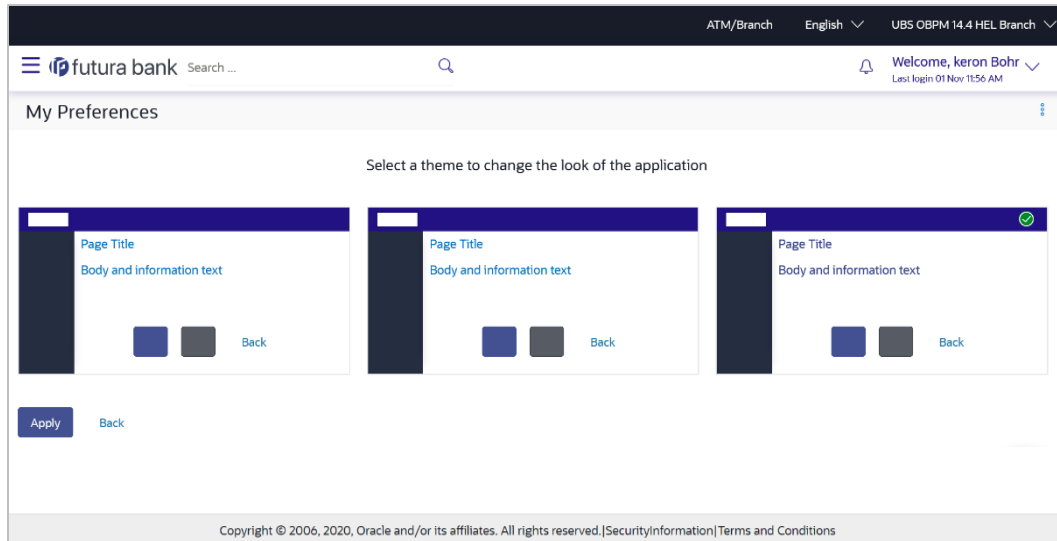 ATM/Branch English UBS OBPM 14.4 HEL Branch
futura bank Search ... Welcome, keron Bohr
Last login 01 Nov 11:56 AM
My Preferences
Select a theme to change the look of the application
Page Title Page Title Page Title
Body and information text Body and information text Body and information text
Back Back Back
Apply Back
Copyright © 2006, 2020, Oracle and/or its affiliates. All rights reserved.|SecurityInformation|Terms and Conditions